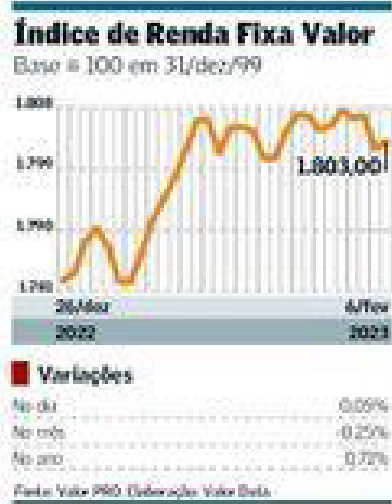 Índice de Renda Fixa Valor
Base = 100 em 31/dez/99
1.803,00
26/dez 6/fev
2022 2023
Variações
No dia 0,05%
No mês -0,25%
No ano 0,71%
Fonte: Valor PRO. Elaboração: Valor Data